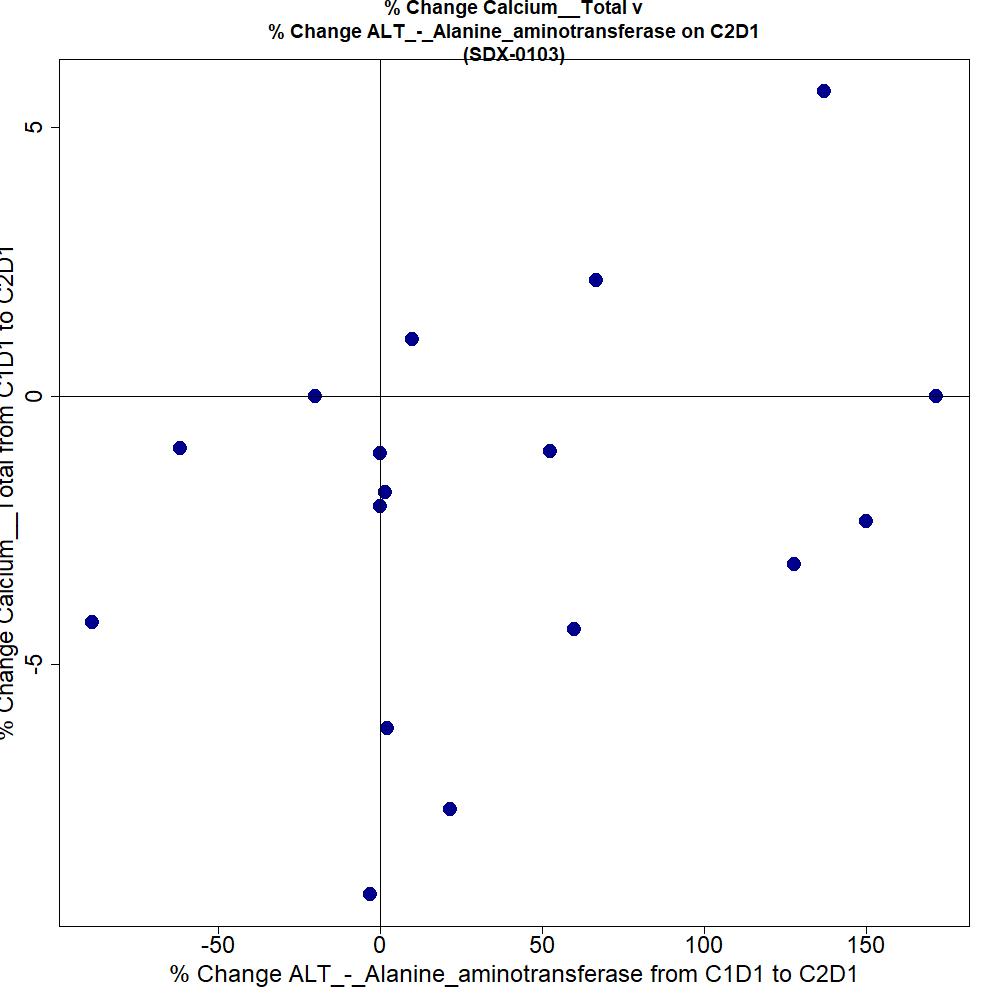 % Change Calcium__Total v
% Change ALT_-_Alanine_aminotransferase on C2D1
(SDX-0103)
% Change Calcium__Total from C1D1 to C2D1
5
0
-5
-50
0
50
100
150
% Change ALT_-_Alanine_aminotransferase from C1D1 to C2D1